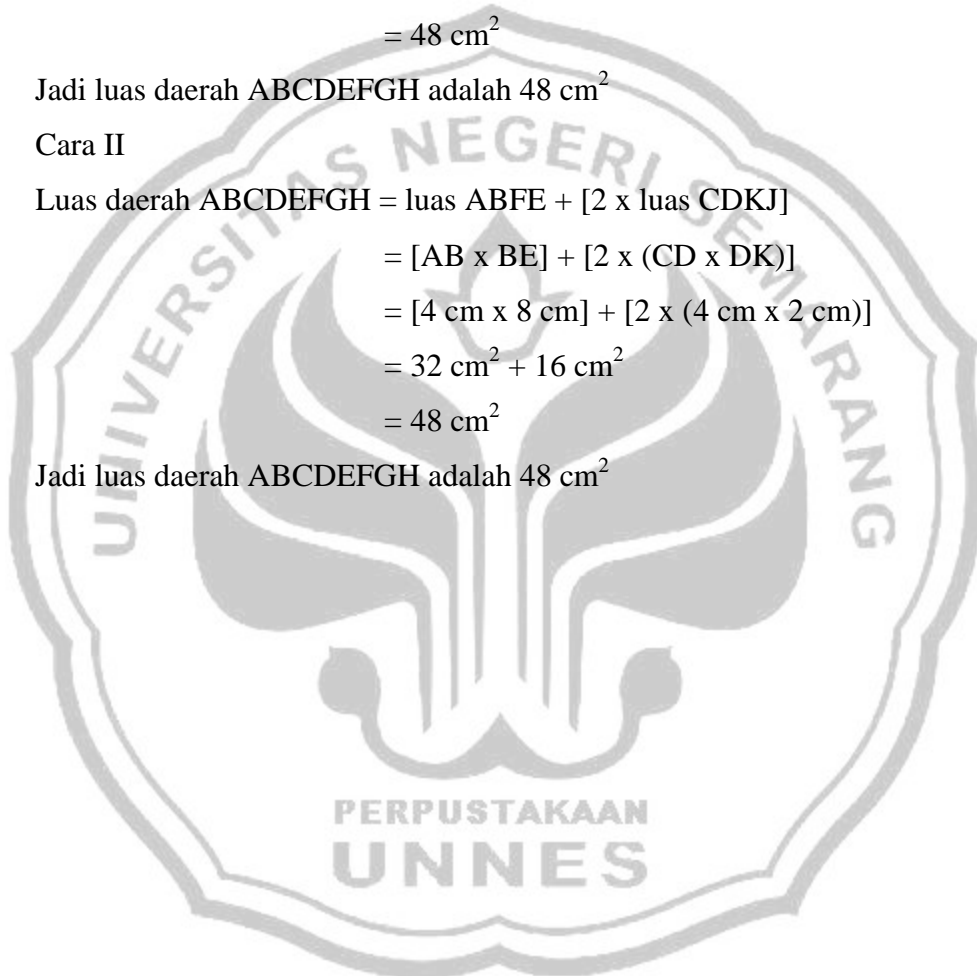 = 48 cm²
Jadi luas daerah ABCDEFGH adalah 48 cm²
Cara II
Luas daerah ABCDEFGH = luas ABFE + [2 x luas CDKJ]
= [AB x BE] + [2 x (CD x DK)]
= [4 cm x 8 cm] + [2 x (4 cm x 2 cm)]
= 32 cm² + 16 cm²
= 48 cm²
Jadi luas daerah ABCDEFGH adalah 48 cm²
UNIVERSITAS NEGERI SEMARANG
PERPUSTAKAAN
UNNES